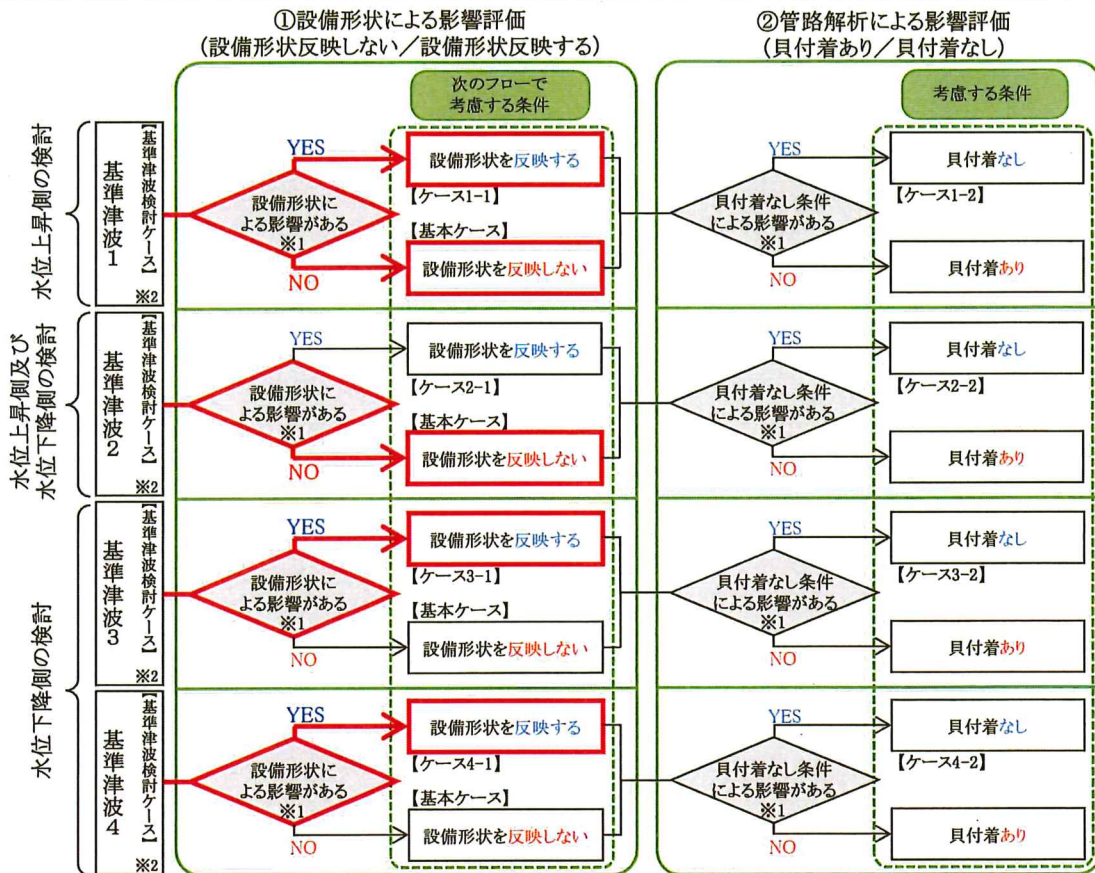 ①設備形状による影響評価
(設備形状反映しない／設備形状反映する)
②管路解析による影響評価
(貝付着あり／貝付着なし)
次のフローで
考慮する条件
考慮する条件
水位上昇側の検討
【基準津波検討ケース】
基準津波1
※2
設備形状に
よる影響がある
※1
YES
設備形状を反映する
【ケース1-1】
【基本ケース】
NO
設備形状を反映しない
貝付着なし条件
による影響がある
※1
YES
貝付着なし
【ケース1-2】
NO
貝付着あり
水位上昇側及び
水位下降側の検討
【基準津波検討ケース】
基準津波2
※2
設備形状に
よる影響がある
※1
YES
設備形状を反映する
【ケース2-1】
【基本ケース】
NO
設備形状を反映しない
貝付着なし条件
による影響がある
※1
YES
貝付着なし
【ケース2-2】
NO
貝付着あり
水位下降側の検討
【基準津波検討ケース】
基準津波3
※2
設備形状に
よる影響がある
※1
YES
設備形状を反映する
【ケース3-1】
【基本ケース】
NO
設備形状を反映しない
貝付着なし条件
による影響がある
※1
YES
貝付着なし
【ケース3-2】
NO
貝付着あり
【基準津波検討ケース】
基準津波4
※2
設備形状に
よる影響がある
※1
YES
設備形状を反映する
【ケース4-1】
【基本ケース】
NO
設備形状を反映しない
貝付着なし条件
による影響がある
※1
YES
貝付着なし
【ケース4-2】
NO
貝付着あり